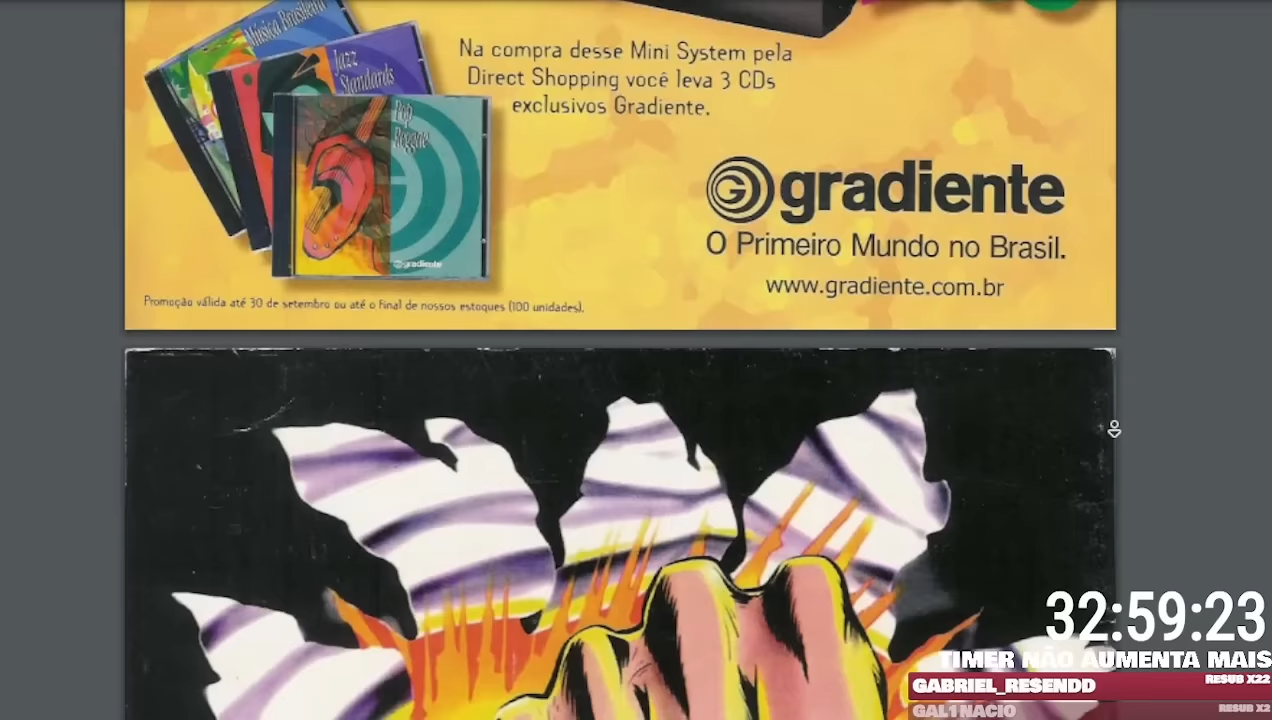 Música Brasileira
Jazz
Standards
Pop
Reggae
gradiente
Na compra desse Mini System pela
Direct Shopping você leva 3 CDs
exclusivos Gradiente.
G gradiente
O Primeiro Mundo no Brasil.
www.gradiente.com.br
Promoção válida até 30 de setembro ou até o final de nossos estoques (100 unidades).
32:59:23
TIMER NÃO AUMENTA MAIS
GABRIEL_RESENDD RESUB X22
GAL1NACIO RESUB X2